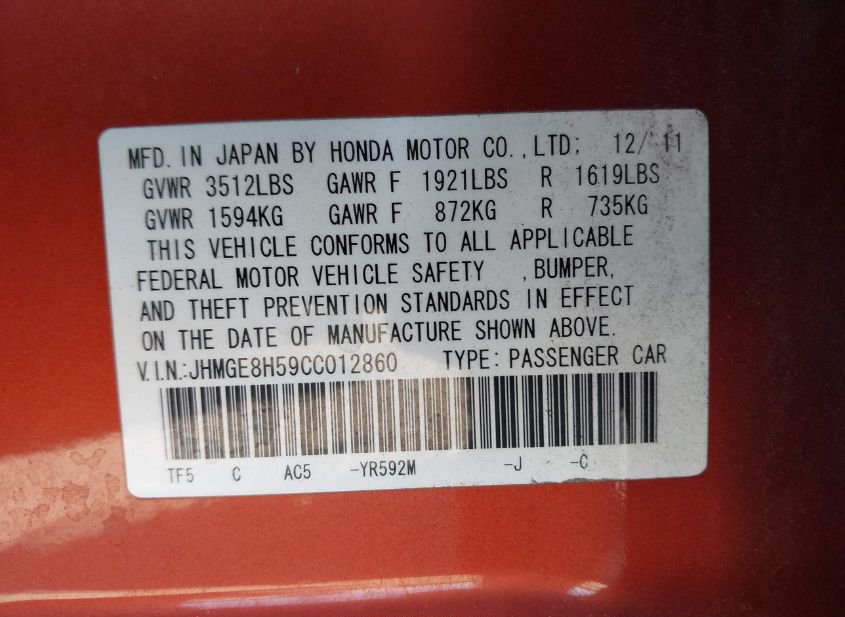 MFD. IN JAPAN BY HONDA MOTOR CO.,LTD; 12/'11
GVWR 3512LBS GAWR F 1921LBS R 1619LBS
GVWR 1594KG GAWR F 872KG R 735KG
THIS VEHICLE CONFORMS TO ALL APPLICABLE
FEDERAL MOTOR VEHICLE SAFETY ,BUMPER,
AND THEFT PREVENTION STANDARDS IN EFFECT
ON THE DATE OF MANUFACTURE SHOWN ABOVE.
V.I.N.:JHMGE8H59CC012860 TYPE: PASSENGER CAR
TF5 C AC5 -YR592M -J -C